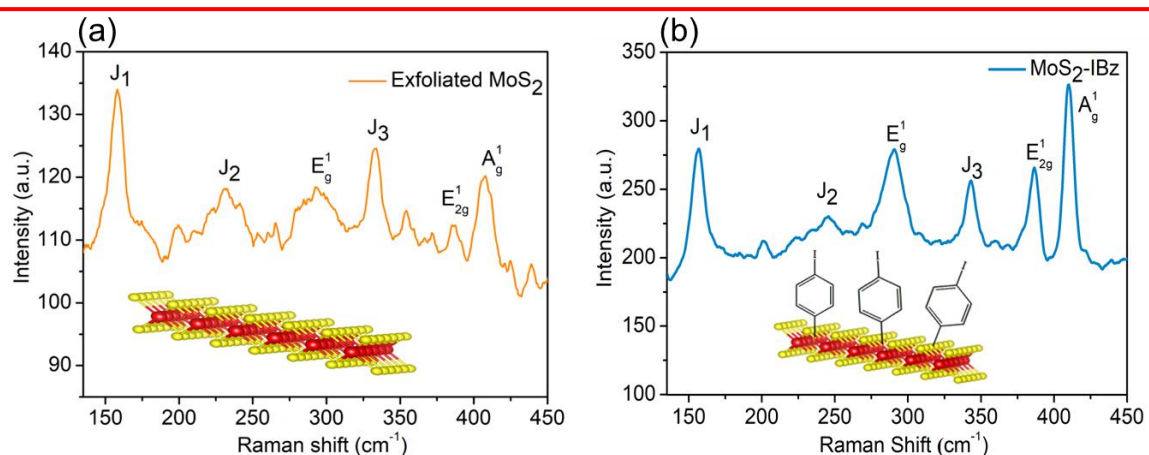 (a)
Exfoliated MoS₂
J₁
J₂
E¹g
J₃
E¹₂g
A¹g
Intensity (a.u.)
140
130
120
110
100
90
150 200 250 300 350 400 450
Raman shift (cm⁻¹)
(b)
MoS₂-IBz
J₁
J₂
E¹g
J₃
E¹₂g
A¹g
I
I
I
Intensity (a.u.)
350
300
250
200
150
100
150 200 250 300 350 400 450
Raman Shift (cm⁻¹)